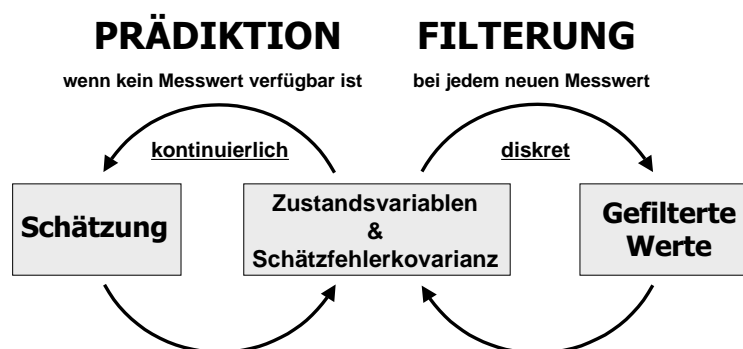 PRÄDIKTION FILTERUNG
wenn kein Messwert verfügbar ist bei jedem neuen Messwert
kontinuierlich diskret
Schätzung
Zustandsvariablen
&
Schätzfehlerkovarianz
Gefilterte
Werte